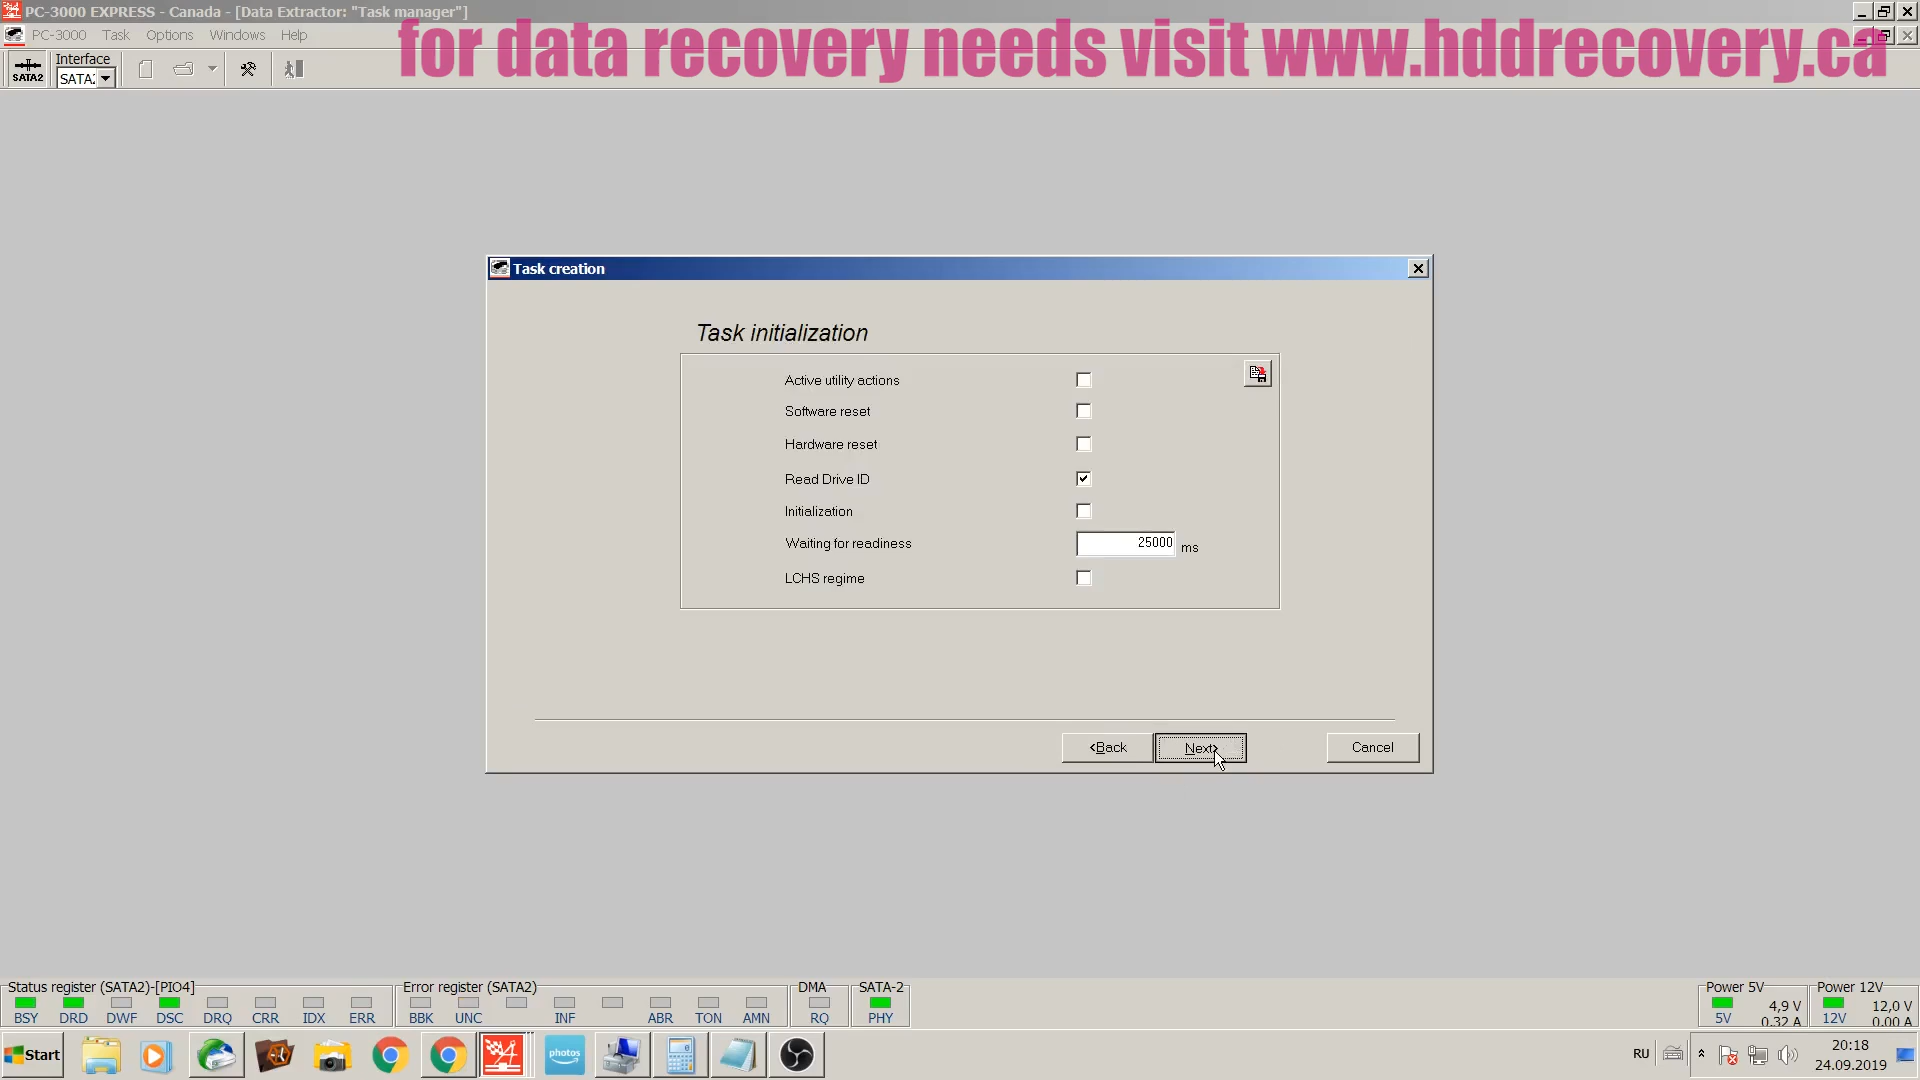 PC-3000 EXPRESS - Canada - [Data Extractor: "Task manager"]
PC-3000 Task Options Windows Help
for data recovery needs visit www.hddrecovery.ca
Interface
SATA2
SATA2
Task creation
Task initialization
Active utility actions
Software reset
Hardware reset
Read Drive ID
Initialization
Waiting for readiness 25000 ms
LCHS regime
<Back Next> Cancel
Status register (SATA2)-[PIO4] Error register (SATA2) DMA SATA-2 Power 5V Power 12V
4,9 V 12,0 V
BSY DRD DWF DSC DRQ CRR IDX ERR BBK UNC INF ABR TON AMN RQ PHY 5V 0.32 A 12V 0.00 A
Start photos RU 20:18
24.09.2019